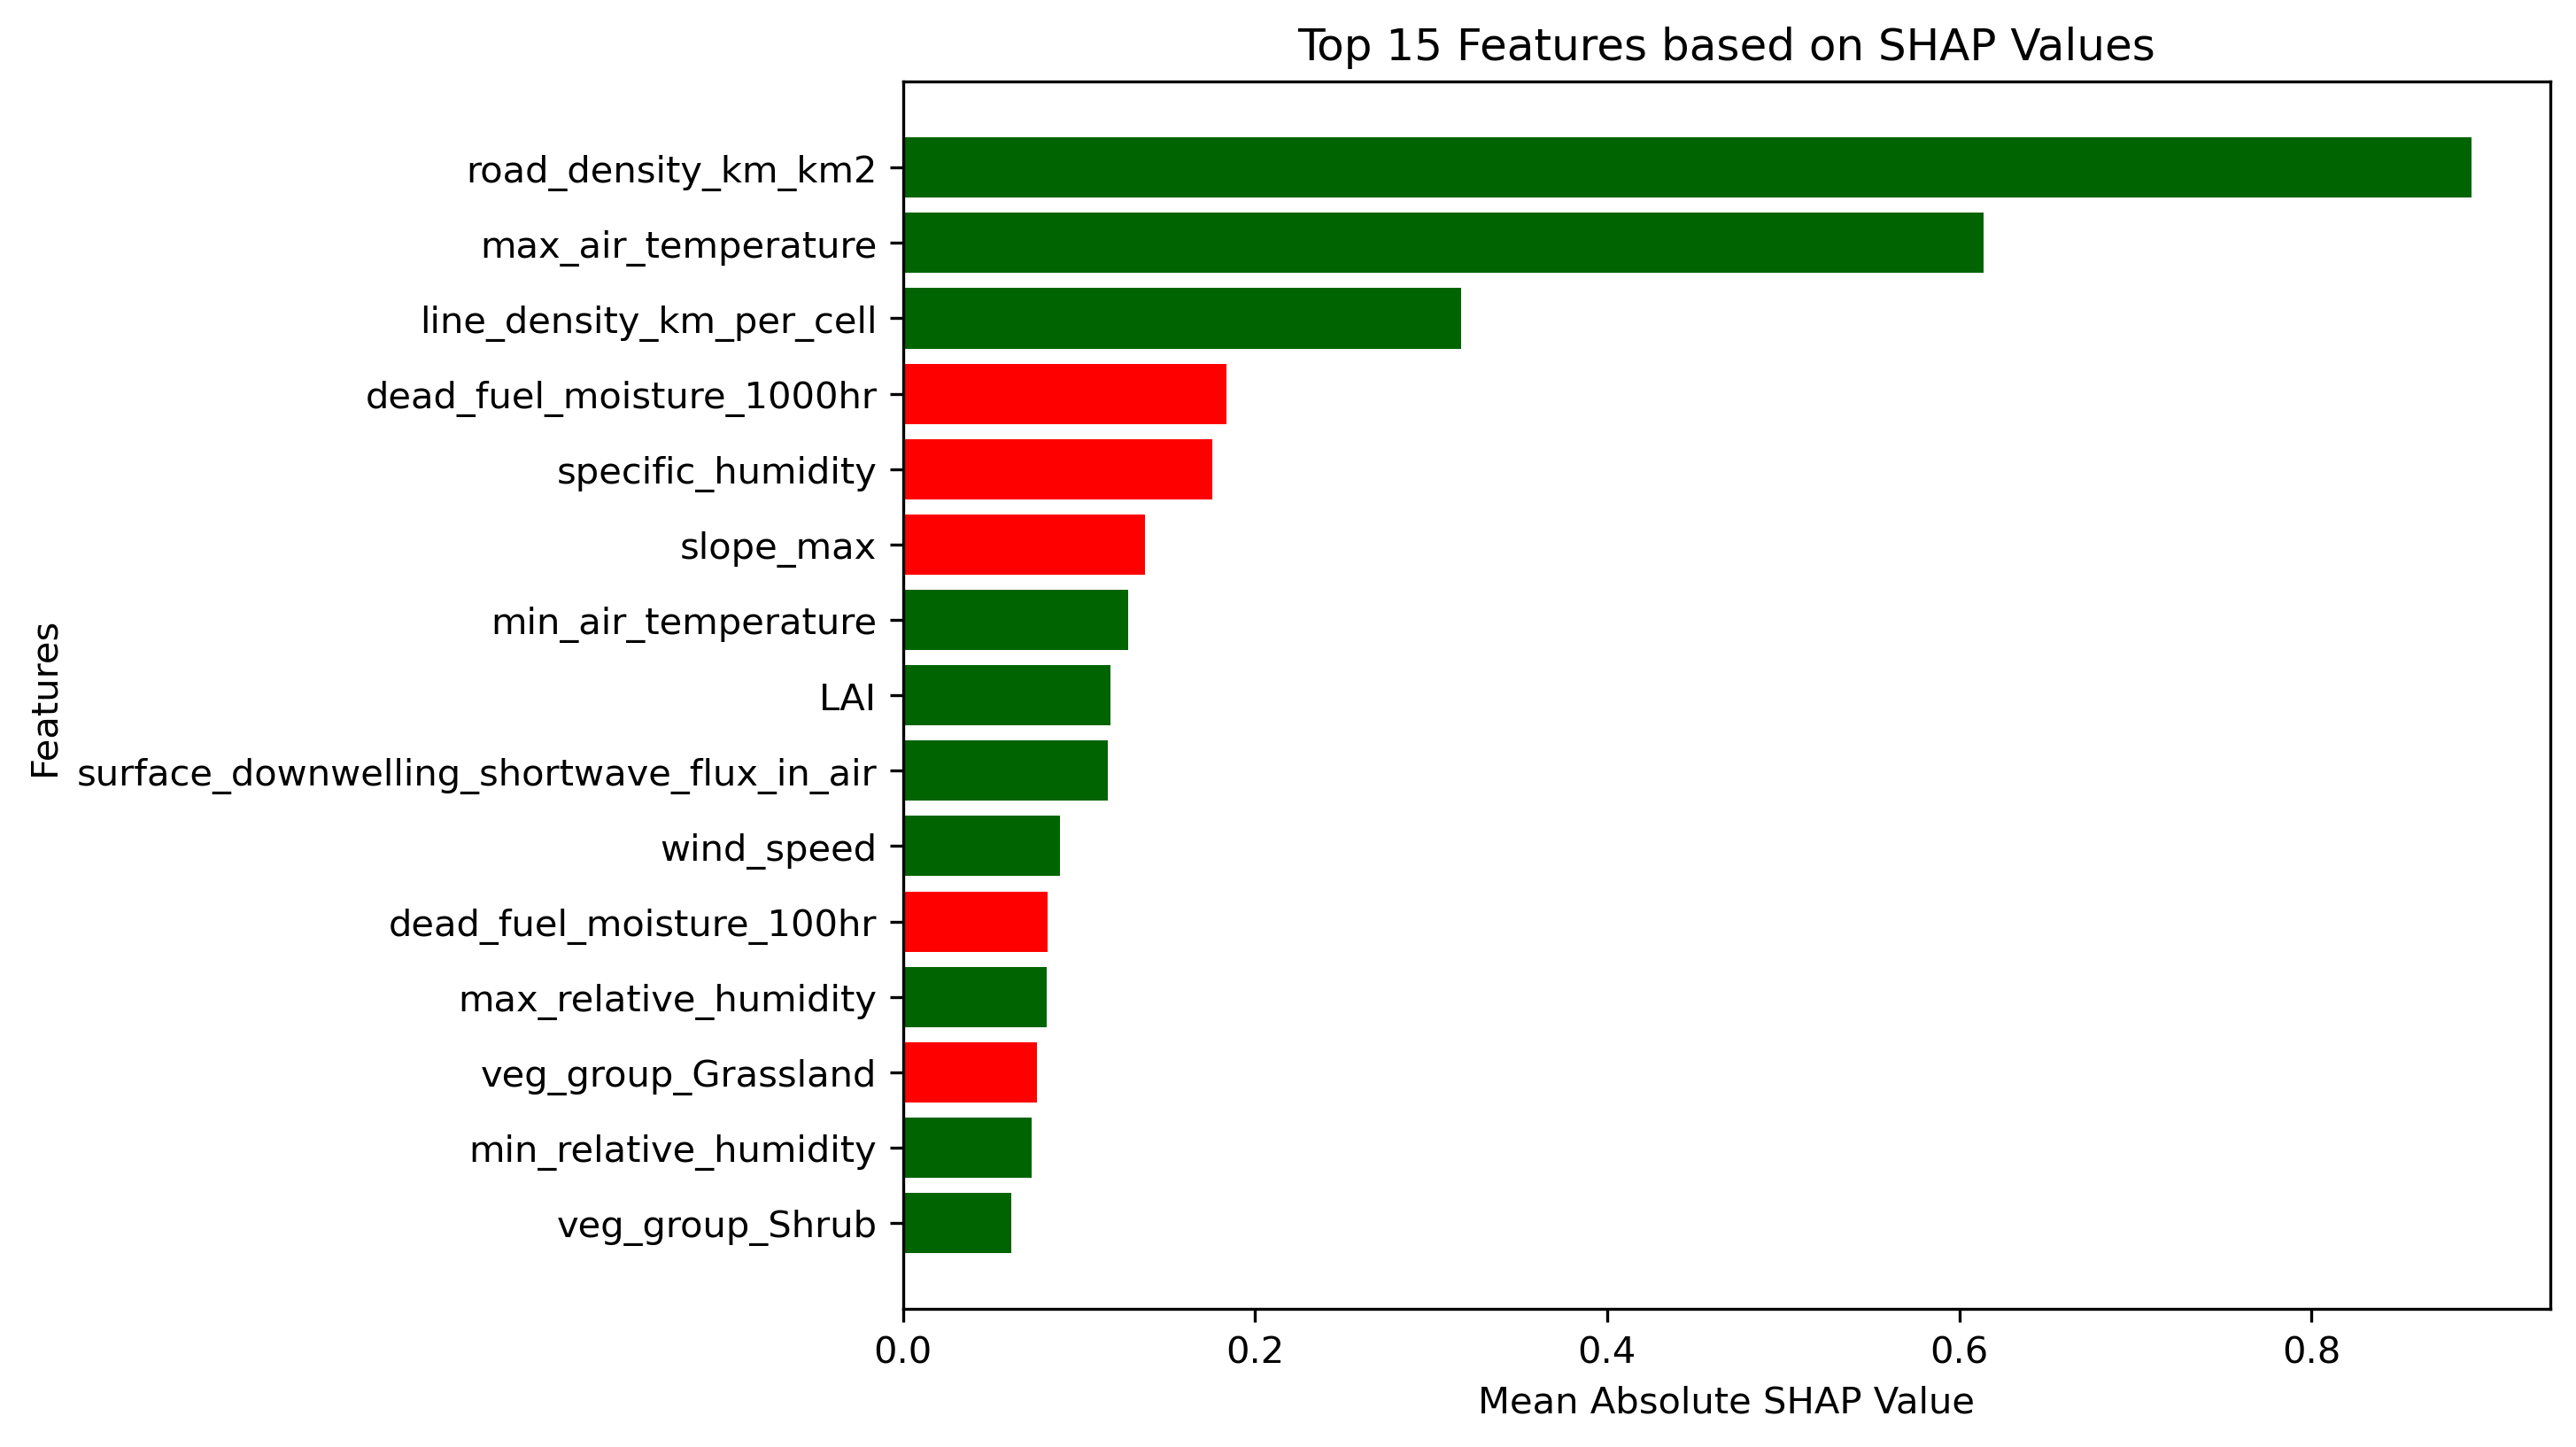 Top 15 Features based on SHAP Values
road_density_km_km2
max_air_temperature
line_density_km_per_cell
dead_fuel_moisture_1000hr
specific_humidity
slope_max
min_air_temperature
LAI
surface_downwelling_shortwave_flux_in_air
wind_speed
dead_fuel_moisture_100hr
max_relative_humidity
veg_group_Grassland
min_relative_humidity
veg_group_Shrub
Features
0.0 0.2 0.4 0.6 0.8
Mean Absolute SHAP Value